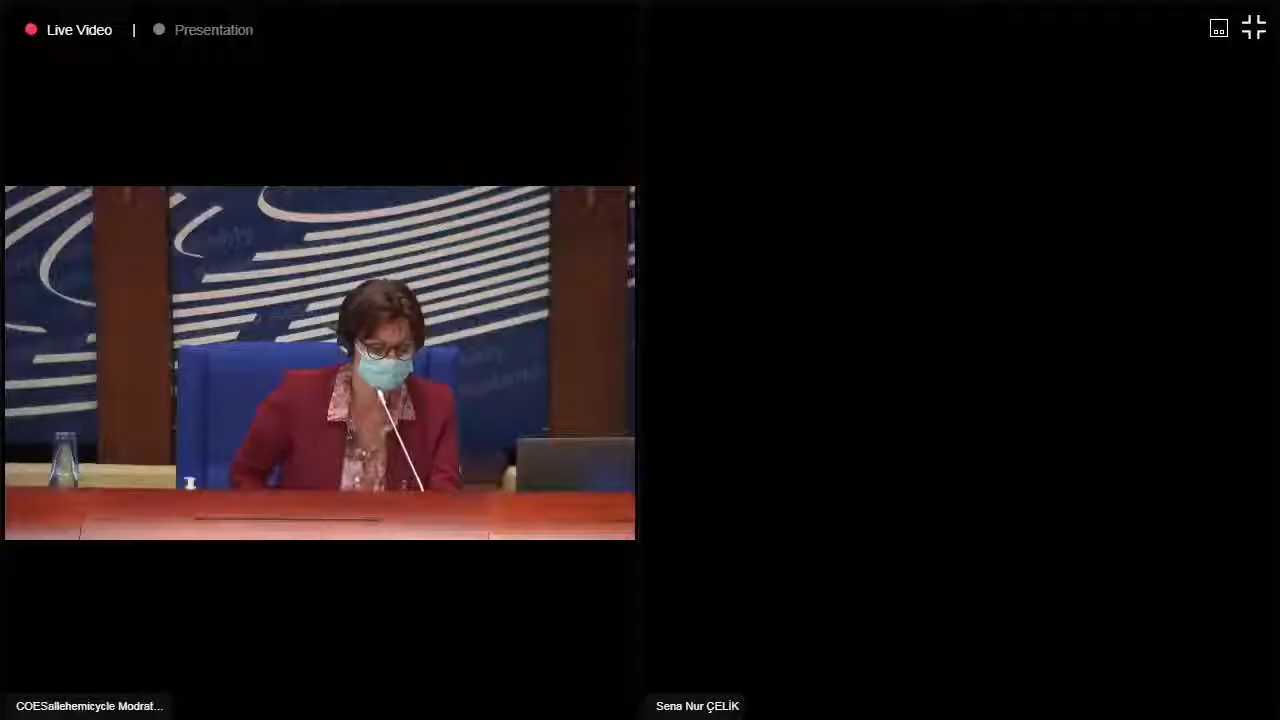 Live Video | Presentation
COESallehemicycle Modrat...
Sena Nur ÇELİK